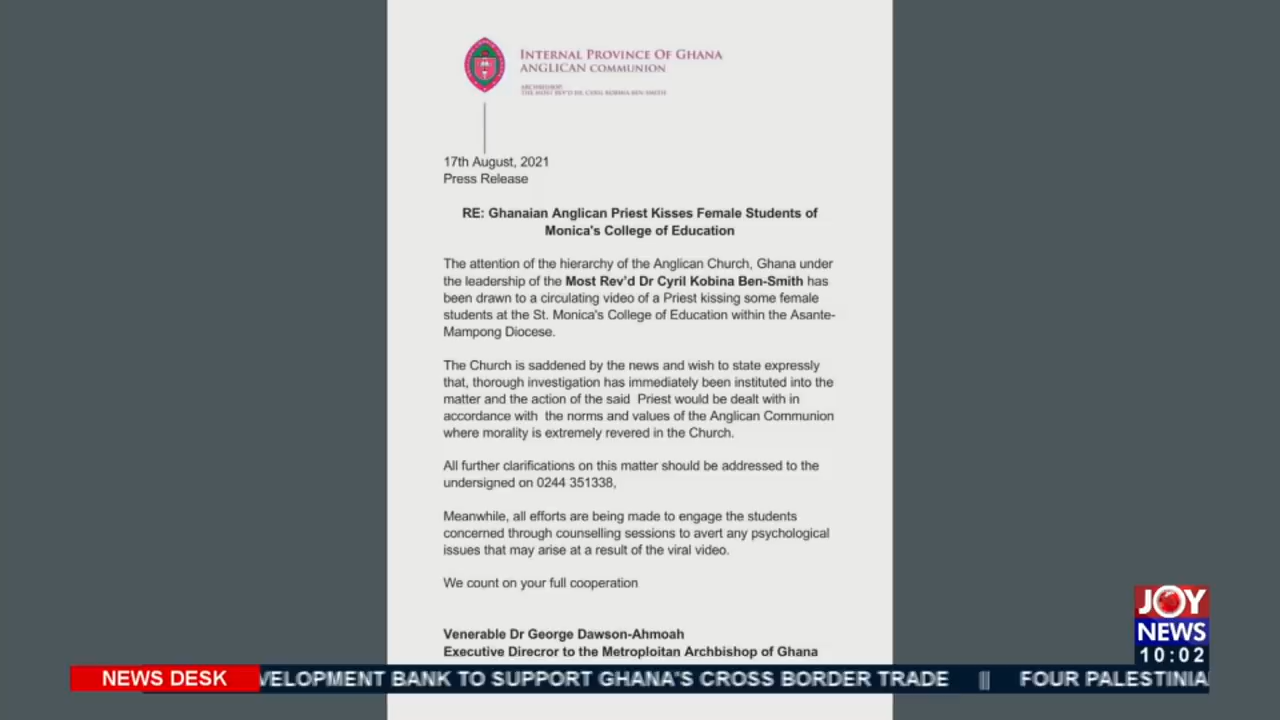 INTERNAL PROVINCE OF GHANA
ANGLICAN COMMUNION
ARCHBISHOP:
THE MOST REV'D DR. CYRIL KOBINA BEN-SMITH
17th August, 2021
Press Release
RE: Ghanaian Anglican Priest Kisses Female Students of
Monica's College of Education
The attention of the hierarchy of the Anglican Church, Ghana under
the leadership of the Most Rev'd Dr Cyril Kobina Ben-Smith has
been drawn to a circulating video of a Priest kissing some female
students at the St. Monica's College of Education within the Asante-
Mampong Diocese.
The Church is saddened by the news and wish to state expressly
that, thorough investigation has immediately been instituted into the
matter and the action of the said Priest would be dealt with in
accordance with the norms and values of the Anglican Communion
where morality is extremely revered in the Church.
All further clarifications on this matter should be addressed to the
undersigned on 0244 351338,
Meanwhile, all efforts are being made to engage the students
concerned through counselling sessions to avert any psychological
issues that may arise at a result of the viral video.
We count on your full cooperation
Venerable Dr George Dawson-Ahmoah
Executive Direcror to the Metroploitan Archbishop of Ghana
JOY
NEWS
10:02
NEWS DESK
VELOPMENT BANK TO SUPPORT GHANA'S CROSS BORDER TRADE || FOUR PALESTINIA